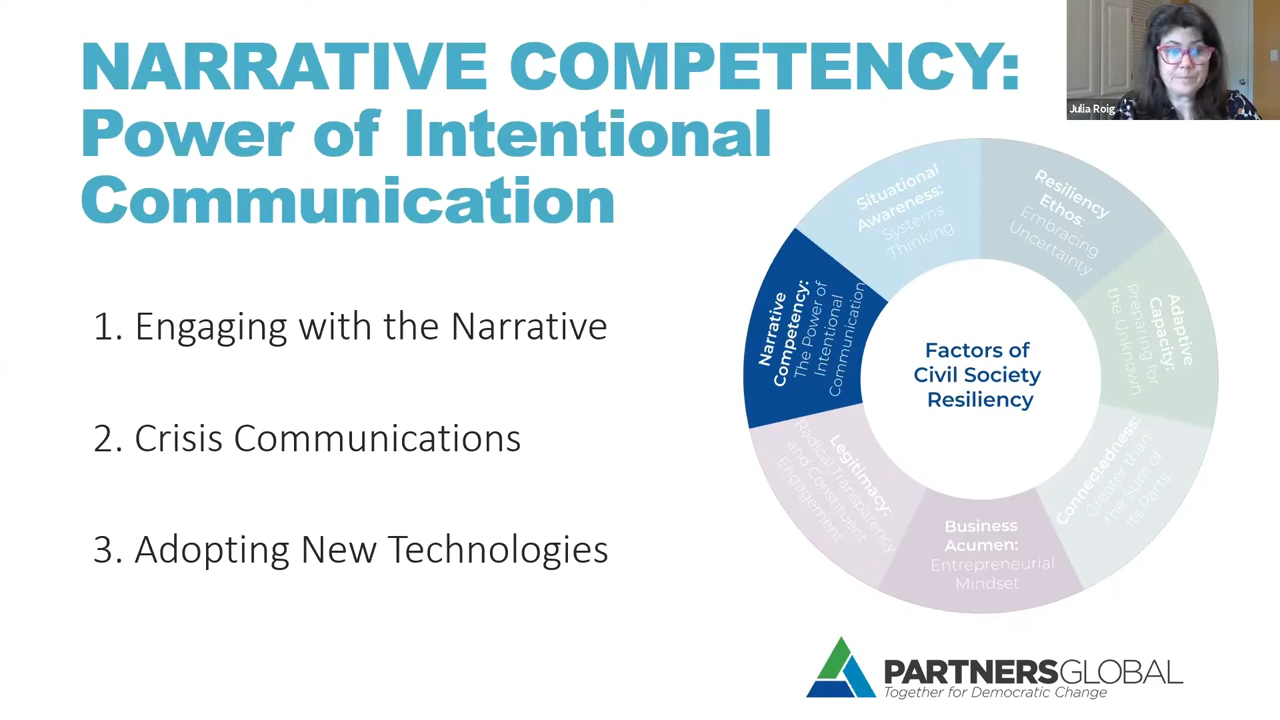 NARRATIVE COMPETENCY:
Power of Intentional
Communication
Julia Roig
1. Engaging with the Narrative
2. Crisis Communications
3. Adopting New Technologies
Situational
Awareness:
Systems
Thinking
Resiliency
Ethos:
Embracing
Uncertainty
Adaptive
Capacity:
Preparing for
the Unknown
Connectedness:
Greater than
the Sum of
Its Parts
Business
Acumen:
Entrepreneurial
Mindset
Legitimacy:
Radical Transparency
and Constituent
Engagement
Narrative
Competency:
The Power of
Intentional
Communication
Factors of
Civil Society
Resiliency
PARTNERSGLOBAL
Together for Democratic Change